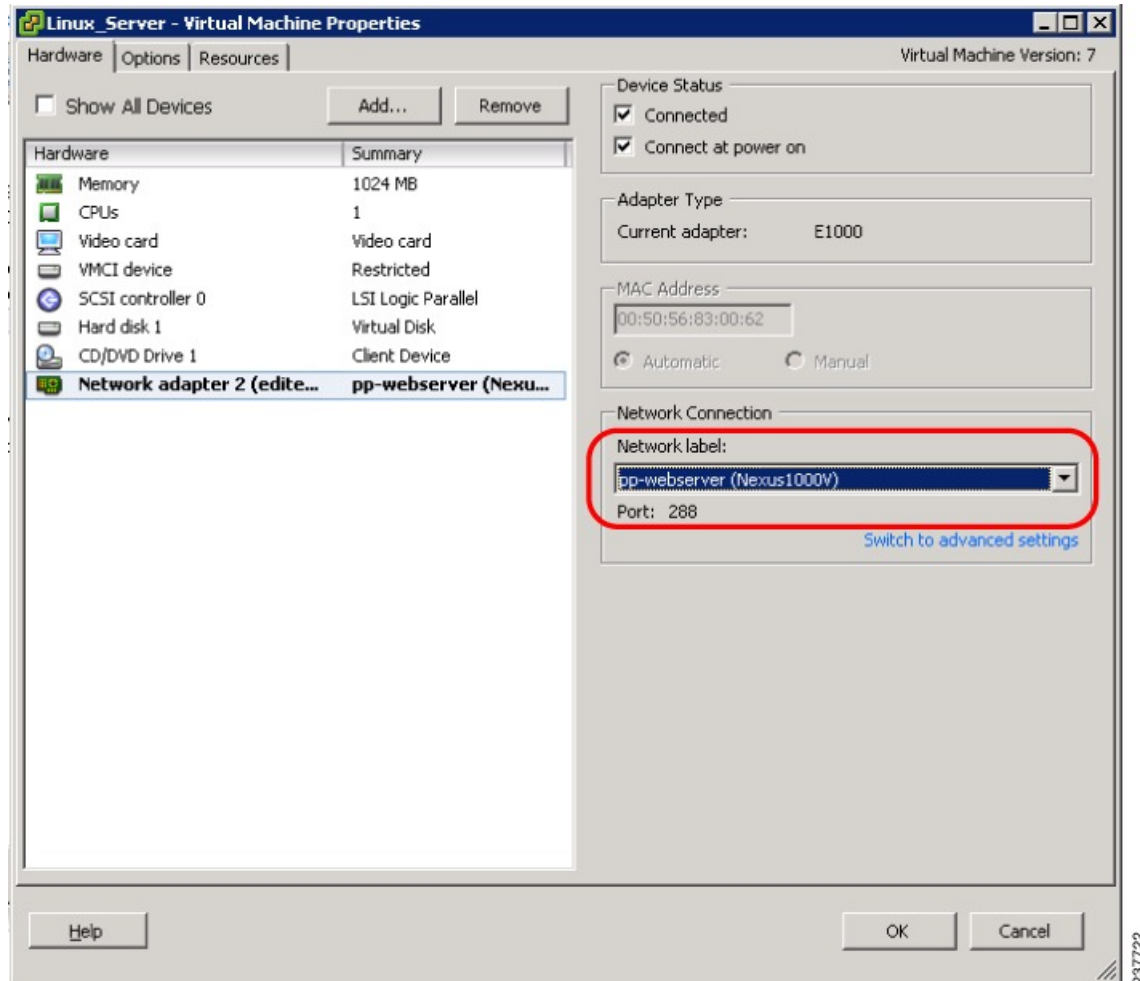 Linux_Server - Virtual Machine Properties
Hardware Options Resources
Virtual Machine Version: 7
Show All Devices
Add...
Remove
Hardware Summary
Memory 1024 MB
CPUs 1
Video card Video card
VMCI device Restricted
SCSI controller 0 LSI Logic Parallel
Hard disk 1 Virtual Disk
CD/DVD Drive 1 Client Device
Network adapter 2 (edite... pp-webserver (Nexu...
Device Status
Connected
Connect at power on
Adapter Type
Current adapter: E1000
MAC Address
00:50:56:83:00:62
Automatic Manual
Network Connection
Network label:
pp-webserver (Nexus1000V)
Port: 288
Switch to advanced settings
Help
OK
Cancel
237722